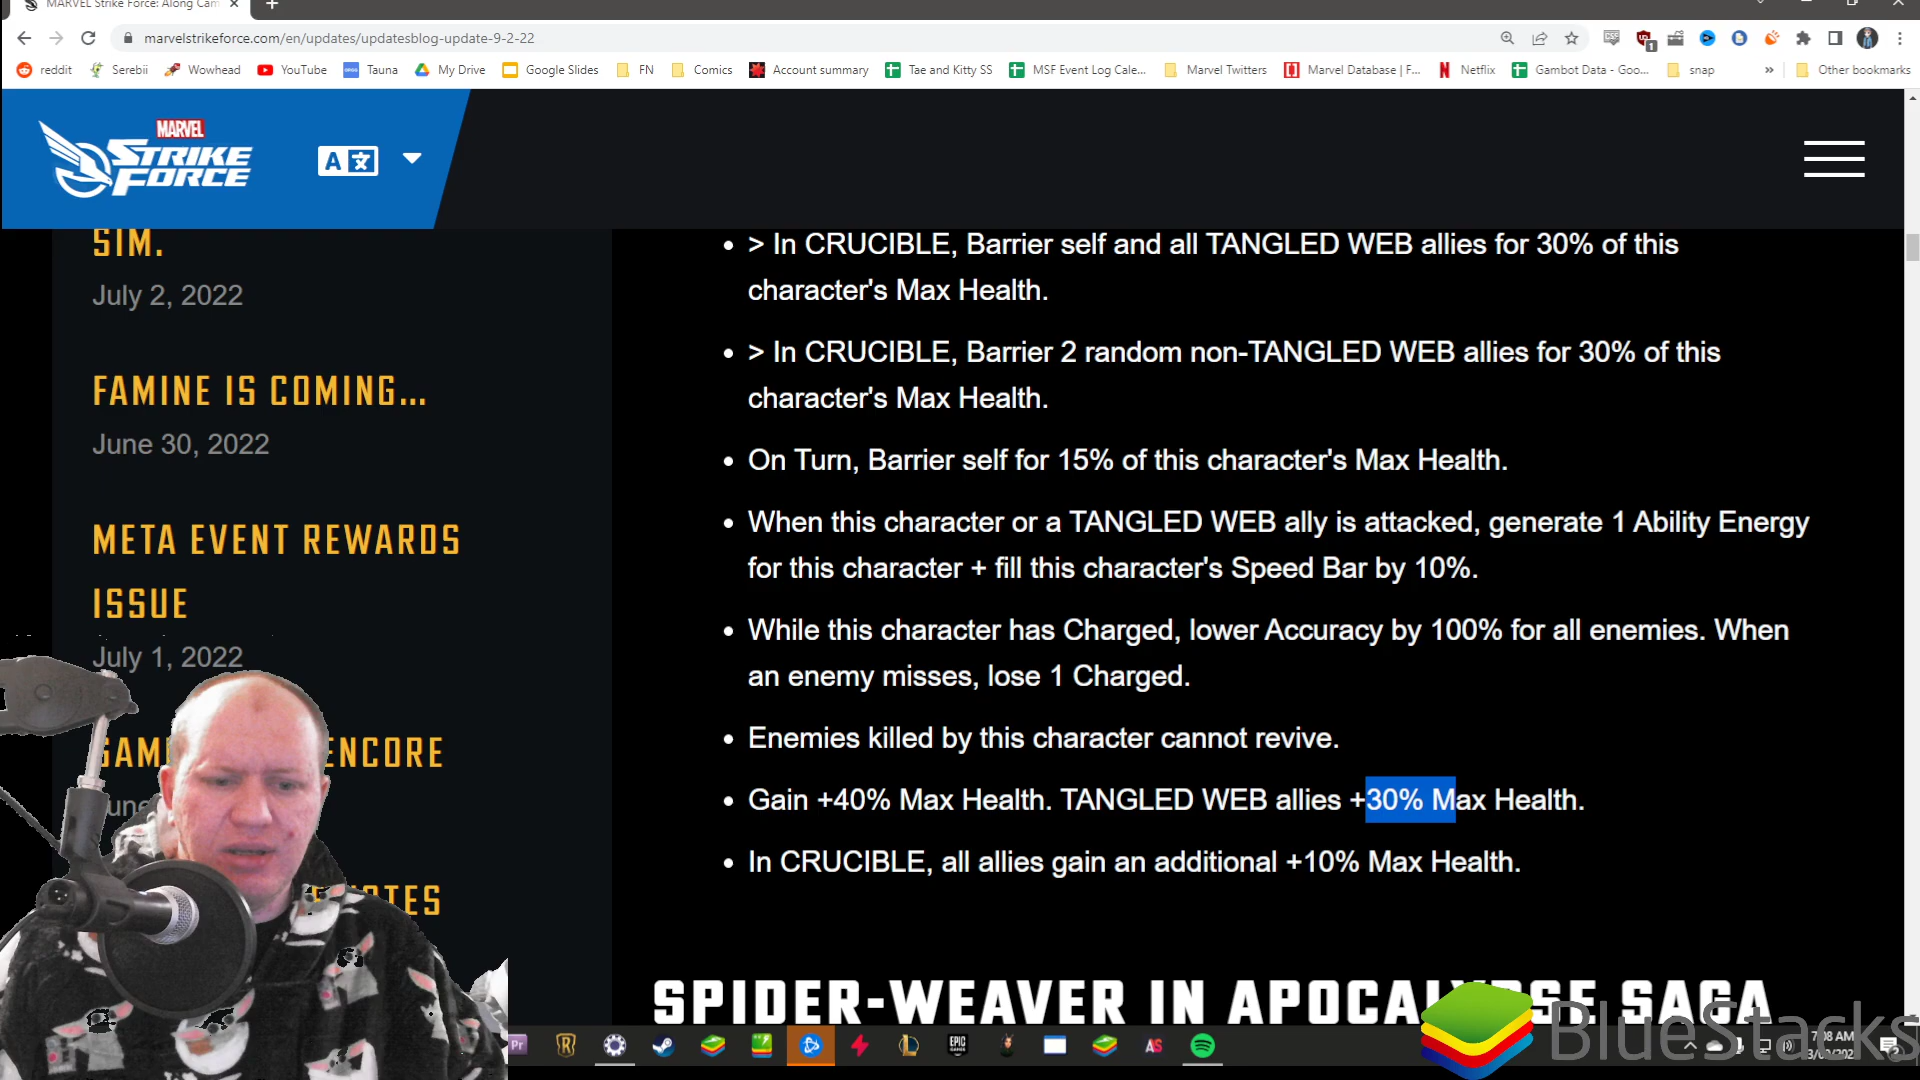 MARVEL Strike Force: Along Cam
marvelstrikeforce.com/en/updates/updatesblog-update-9-2-22
reddit Serebii Wowhead YouTube Tauna My Drive Google Slides FN Comics Account summary Tae and Kitty SS MSF Event Log Cale... Marvel Twitters Marvel Database | F... Netflix Gambot Data - Goo... snap » Other bookmarks
MARVEL
STRIKE
FORCE
SIM.
July 2, 2022
FAMINE IS COMING...
June 30, 2022
META EVENT REWARDS
ISSUE
July 1, 2022
ENCORE
• > In CRUCIBLE, Barrier self and all TANGLED WEB allies for 30% of this
character's Max Health.
• > In CRUCIBLE, Barrier 2 random non-TANGLED WEB allies for 30% of this
character's Max Health.
• On Turn, Barrier self for 15% of this character's Max Health.
• When this character or a TANGLED WEB ally is attacked, generate 1 Ability Energy
for this character + fill this character's Speed Bar by 10%.
• While this character has Charged, lower Accuracy by 100% for all enemies. When
an enemy misses, lose 1 Charged.
• Enemies killed by this character cannot revive.
• Gain +40% Max Health. TANGLED WEB allies +30% Max Health.
• In CRUCIBLE, all allies gain an additional +10% Max Health.
SPIDER-WEAVER IN APOCALYPSE SAGA
BlueStacks